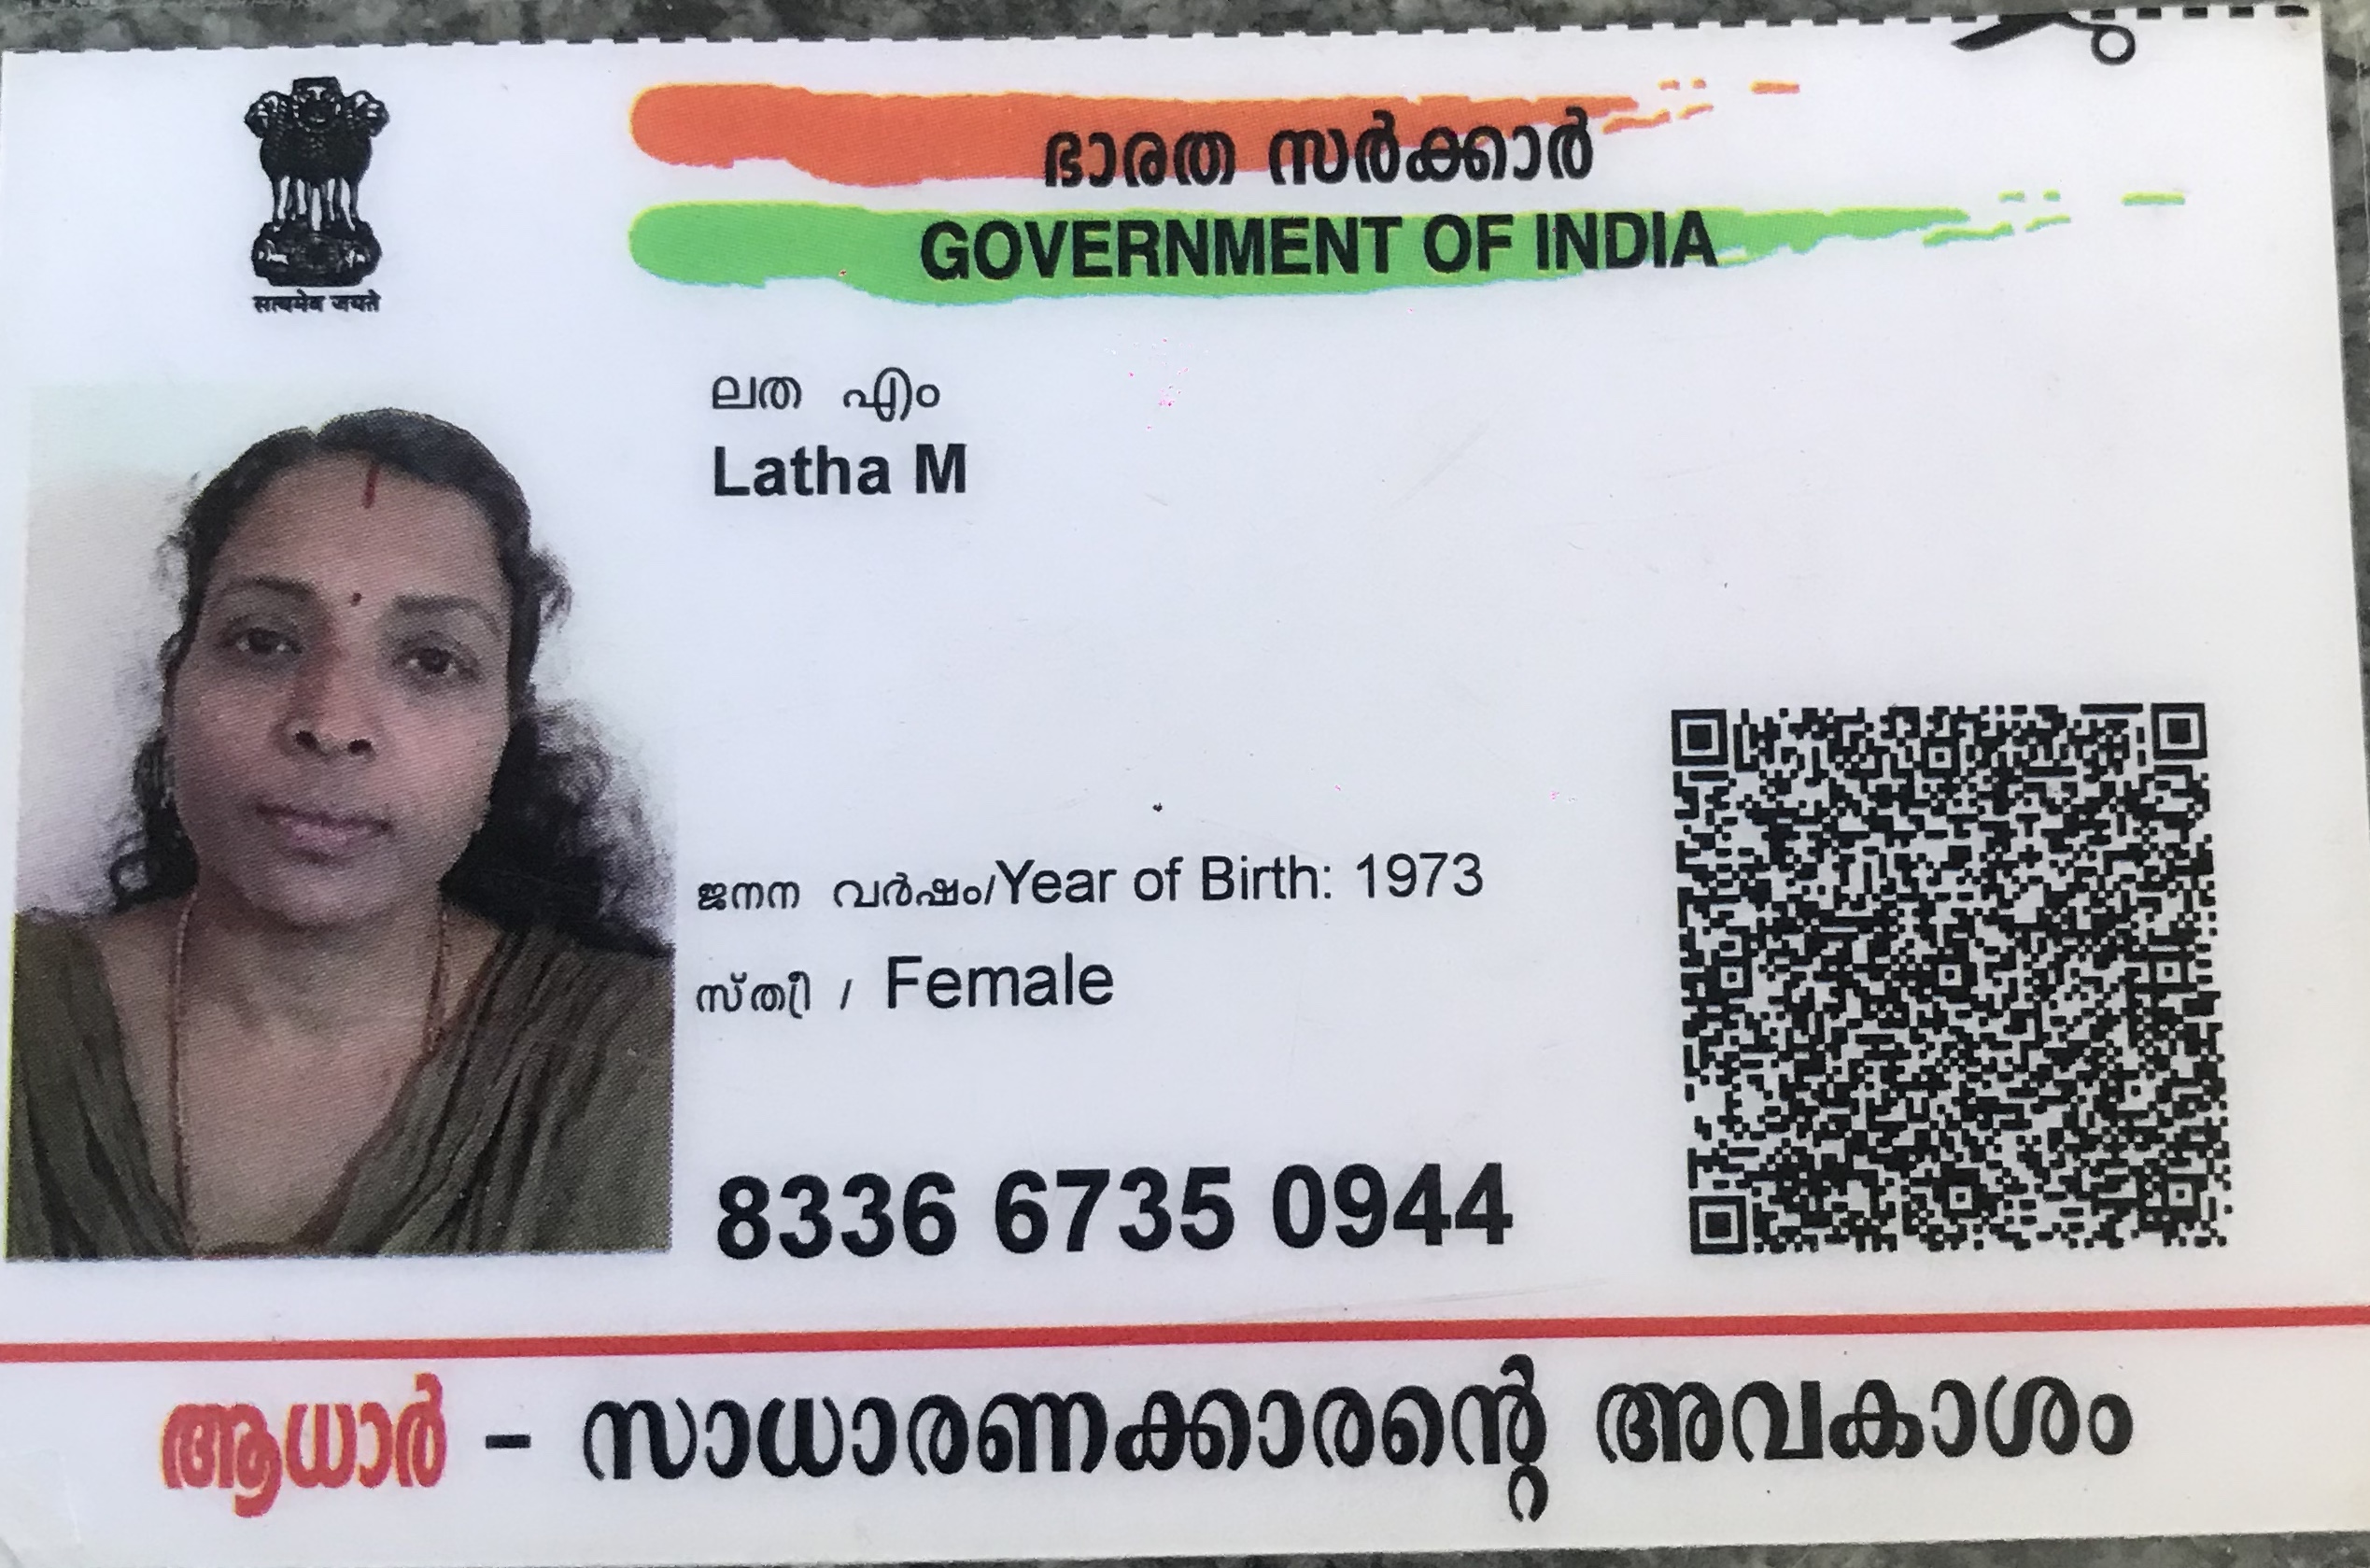 ഭാരത സർക്കാർ
GOVERNMENT OF INDIA
सत्यमेव जयते
ലത എം
Latha M
ജനന വർഷം/Year of Birth: 1973
സ്ത്രീ / Female
8336 6735 0944
ആധാർ - സാധാരണക്കാരന്റെ അവകാശം